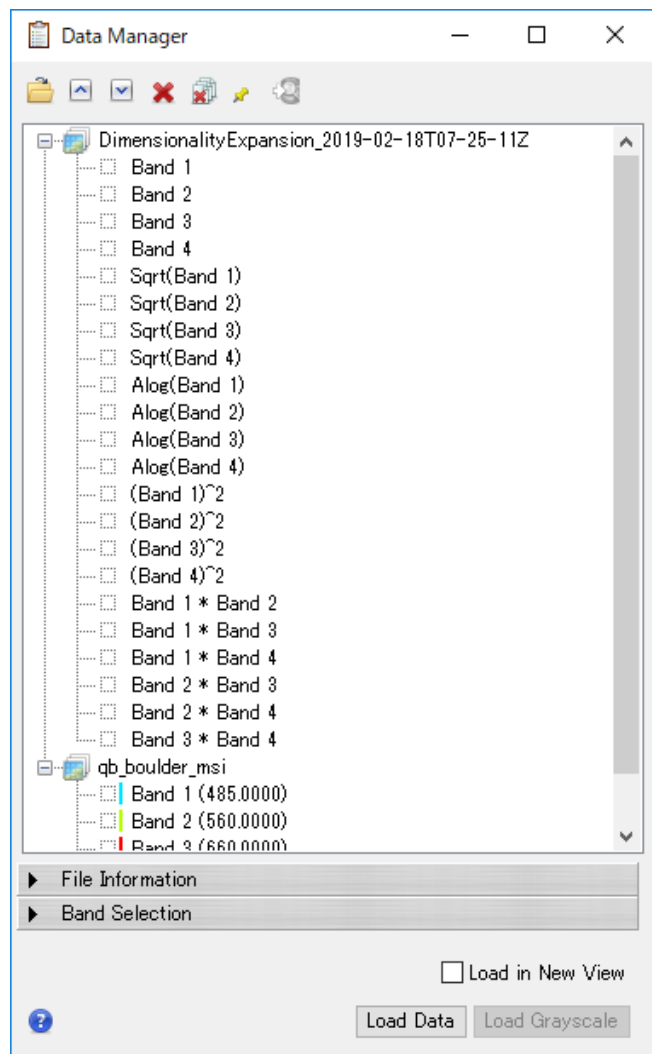 Data Manager
DimensionalityExpansion_2019-02-18T07-25-11Z
Band 1
Band 2
Band 3
Band 4
Sqrt(Band 1)
Sqrt(Band 2)
Sqrt(Band 3)
Sqrt(Band 4)
Alog(Band 1)
Alog(Band 2)
Alog(Band 3)
Alog(Band 4)
(Band 1)^2
(Band 2)^2
(Band 3)^2
(Band 4)^2
Band 1 * Band 2
Band 1 * Band 3
Band 1 * Band 4
Band 2 * Band 3
Band 2 * Band 4
Band 3 * Band 4
qb_boulder_msi
Band 1 (485.0000)
Band 2 (560.0000)
Band 3 (660.0000)
File Information
Band Selection
Load in New View
Load Data Load Grayscale